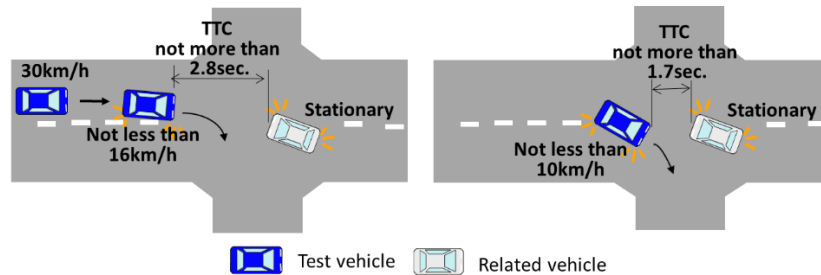 TTC
not more than
2.8sec.
30km/h
Stationary
Not less than
16km/h
TTC
not more than
1.7sec.
Stationary
Not less than
10km/h
Test vehicle
Related vehicle